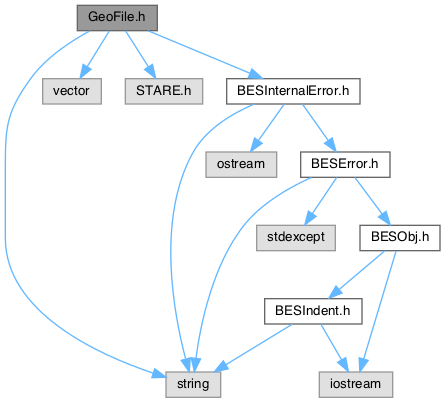 GeoFile.h
vector
STARE.h
BESInternalError.h
ostream
BESError.h
stdexcept
BESObj.h
BESIndent.h
string
iostream